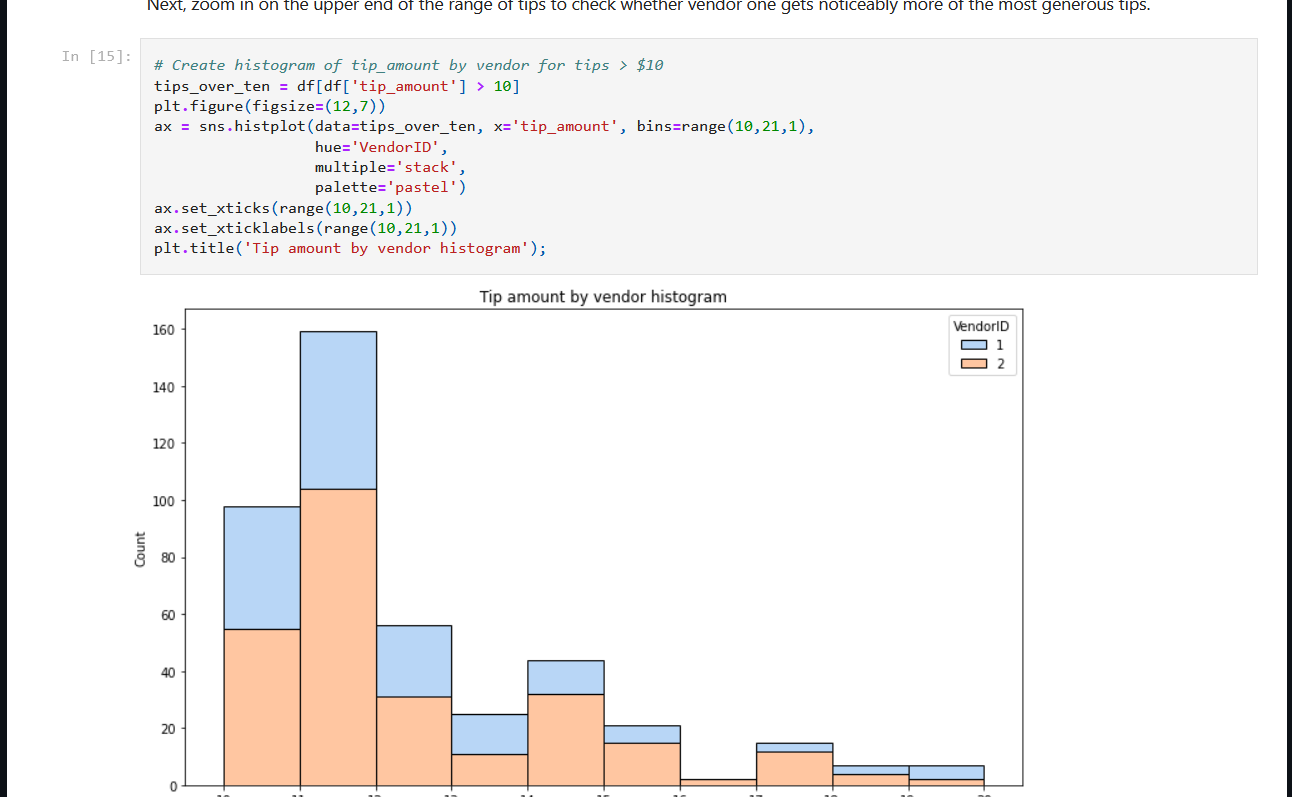 Next, zoom in on the upper end of the range of tips to check whether vendor one gets noticeably more of the most generous tips.
In [15]:
# Create histogram of tip_amount by vendor for tips > $10
tips_over_ten = df[df['tip_amount'] > 10]
plt.figure(figsize=(12,7))
ax = sns.histplot(data=tips_over_ten, x='tip_amount', bins=range(10,21,1),
hue='VendorID',
multiple='stack',
palette='pastel')
ax.set_xticks(range(10,21,1))
ax.set_xticklabels(range(10,21,1))
plt.title('Tip amount by vendor histogram');
Tip amount by vendor histogram
VendorID
1
2
160
140
120
100
80
60
40
20
0
Count